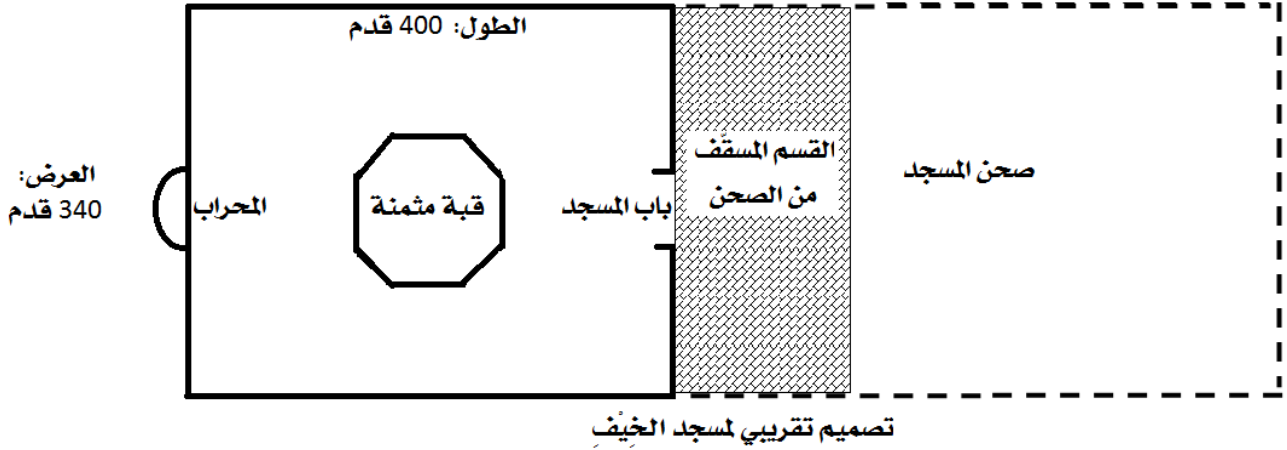 الطول: 400 قدم
القسم المسقَّف
من الصحن
صحن المسجد
باب المسجد
قبة مثمنة
المحراب
العرض:
340 قدم
تصميم تقريبي لمسجد الخِيْفِ